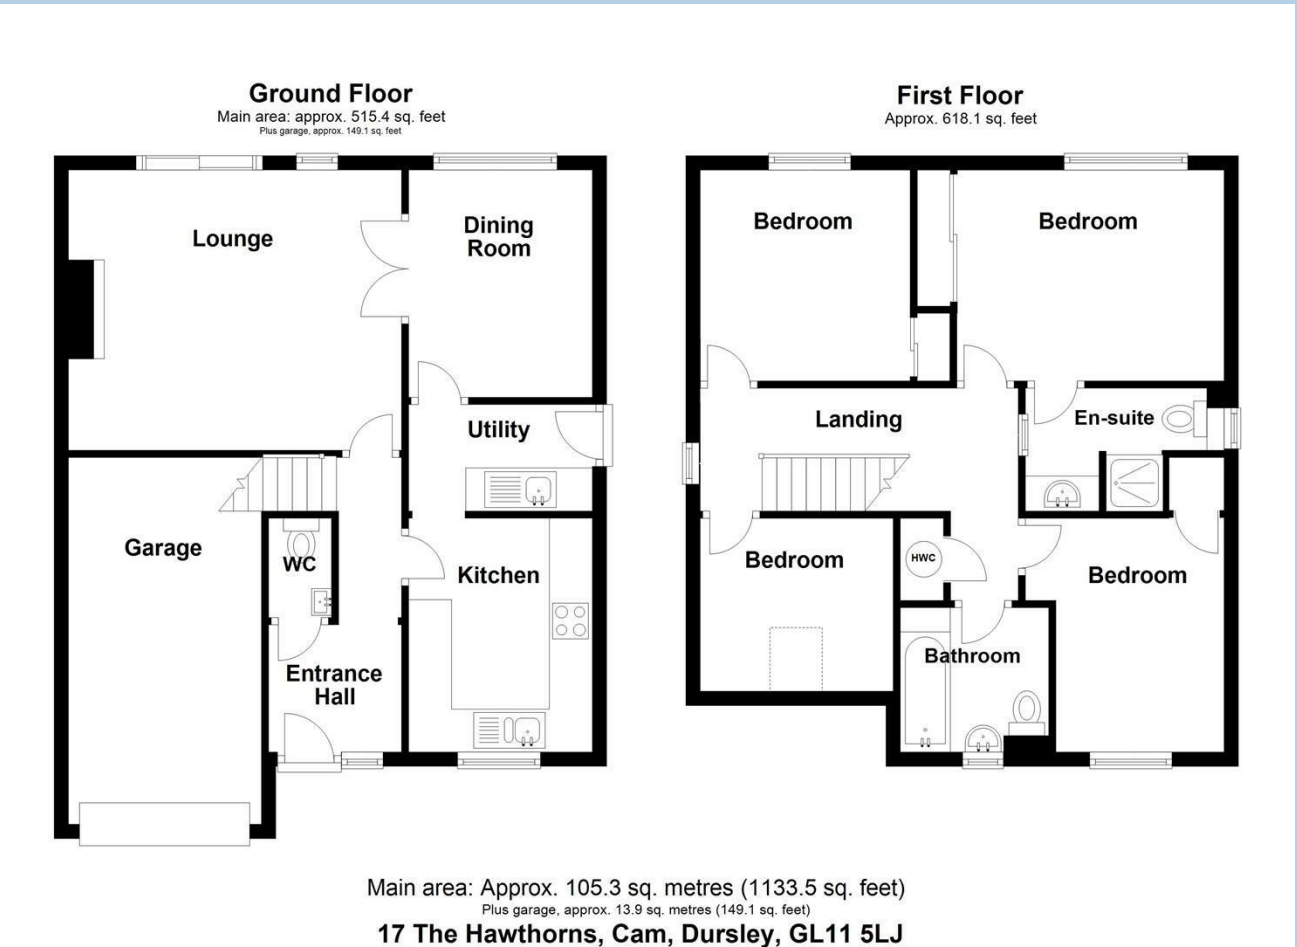 Ground Floor
Main area: approx. 515.4 sq. feet
Plus garage, approx. 149.1 sq. feet
Lounge
Dining
Room
Utility
Garage
WC
Kitchen
Entrance
Hall
First Floor
Approx. 618.1 sq. feet
Bedroom
Bedroom
Landing
En-suite
Bedroom
HWC
Bedroom
Bathroom
Main area: Approx. 105.3 sq. metres (1133.5 sq. feet)
Plus garage, approx. 13.9 sq. metres (149.1 sq. feet)
17 The Hawthorns, Cam, Dursley, GL11 5LJ